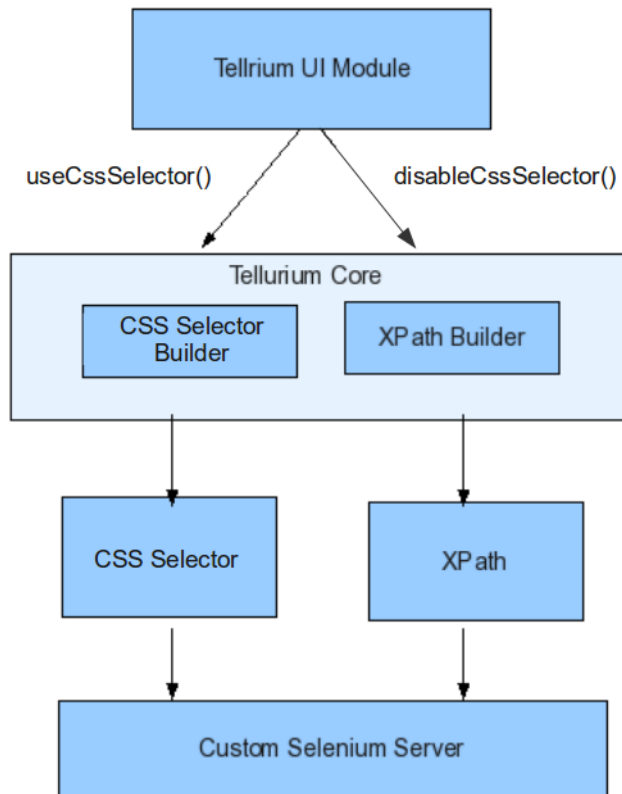 Tellrium UI Module
useCssSelector()
disableCssSelector()
Tellurium Core
CSS Selector
Builder
XPath Builder
CSS Selector
XPath
Custom Selenium Server